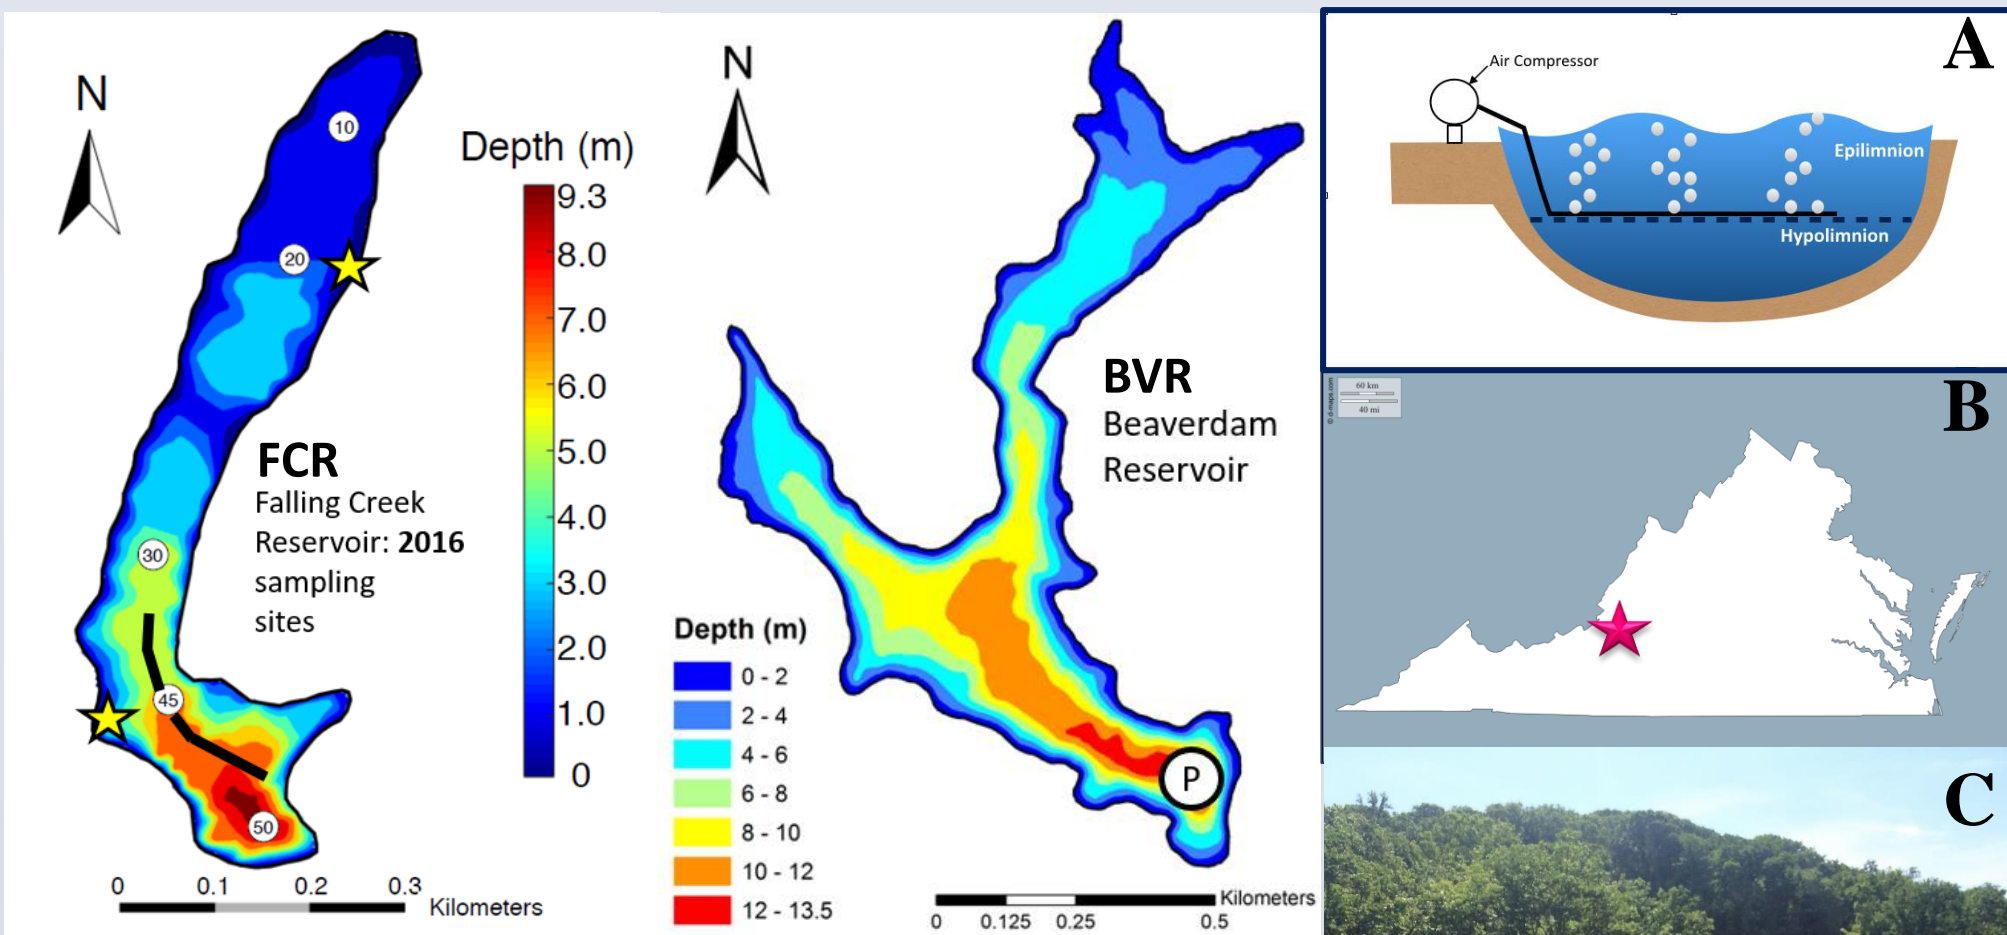 N
10
20
30
45
50
FCR
Falling Creek
Reservoir: 2016
sampling
sites
0 0.1 0.2 0.3
Kilometers
Depth (m)
9.3
8.0
7.0
6.0
5.0
4.0
3.0
2.0
1.0
0
N
BVR
Beaverdam
Reservoir
P
Depth (m)
0 - 2
2 - 4
4 - 6
6 - 8
8 - 10
10 - 12
12 - 13.5
Kilometers
0 0.125 0.25 0.5
A
Air Compressor
Epilimnion
Hypolimnion
B
60 km
40 mi
© d-maps.com
C